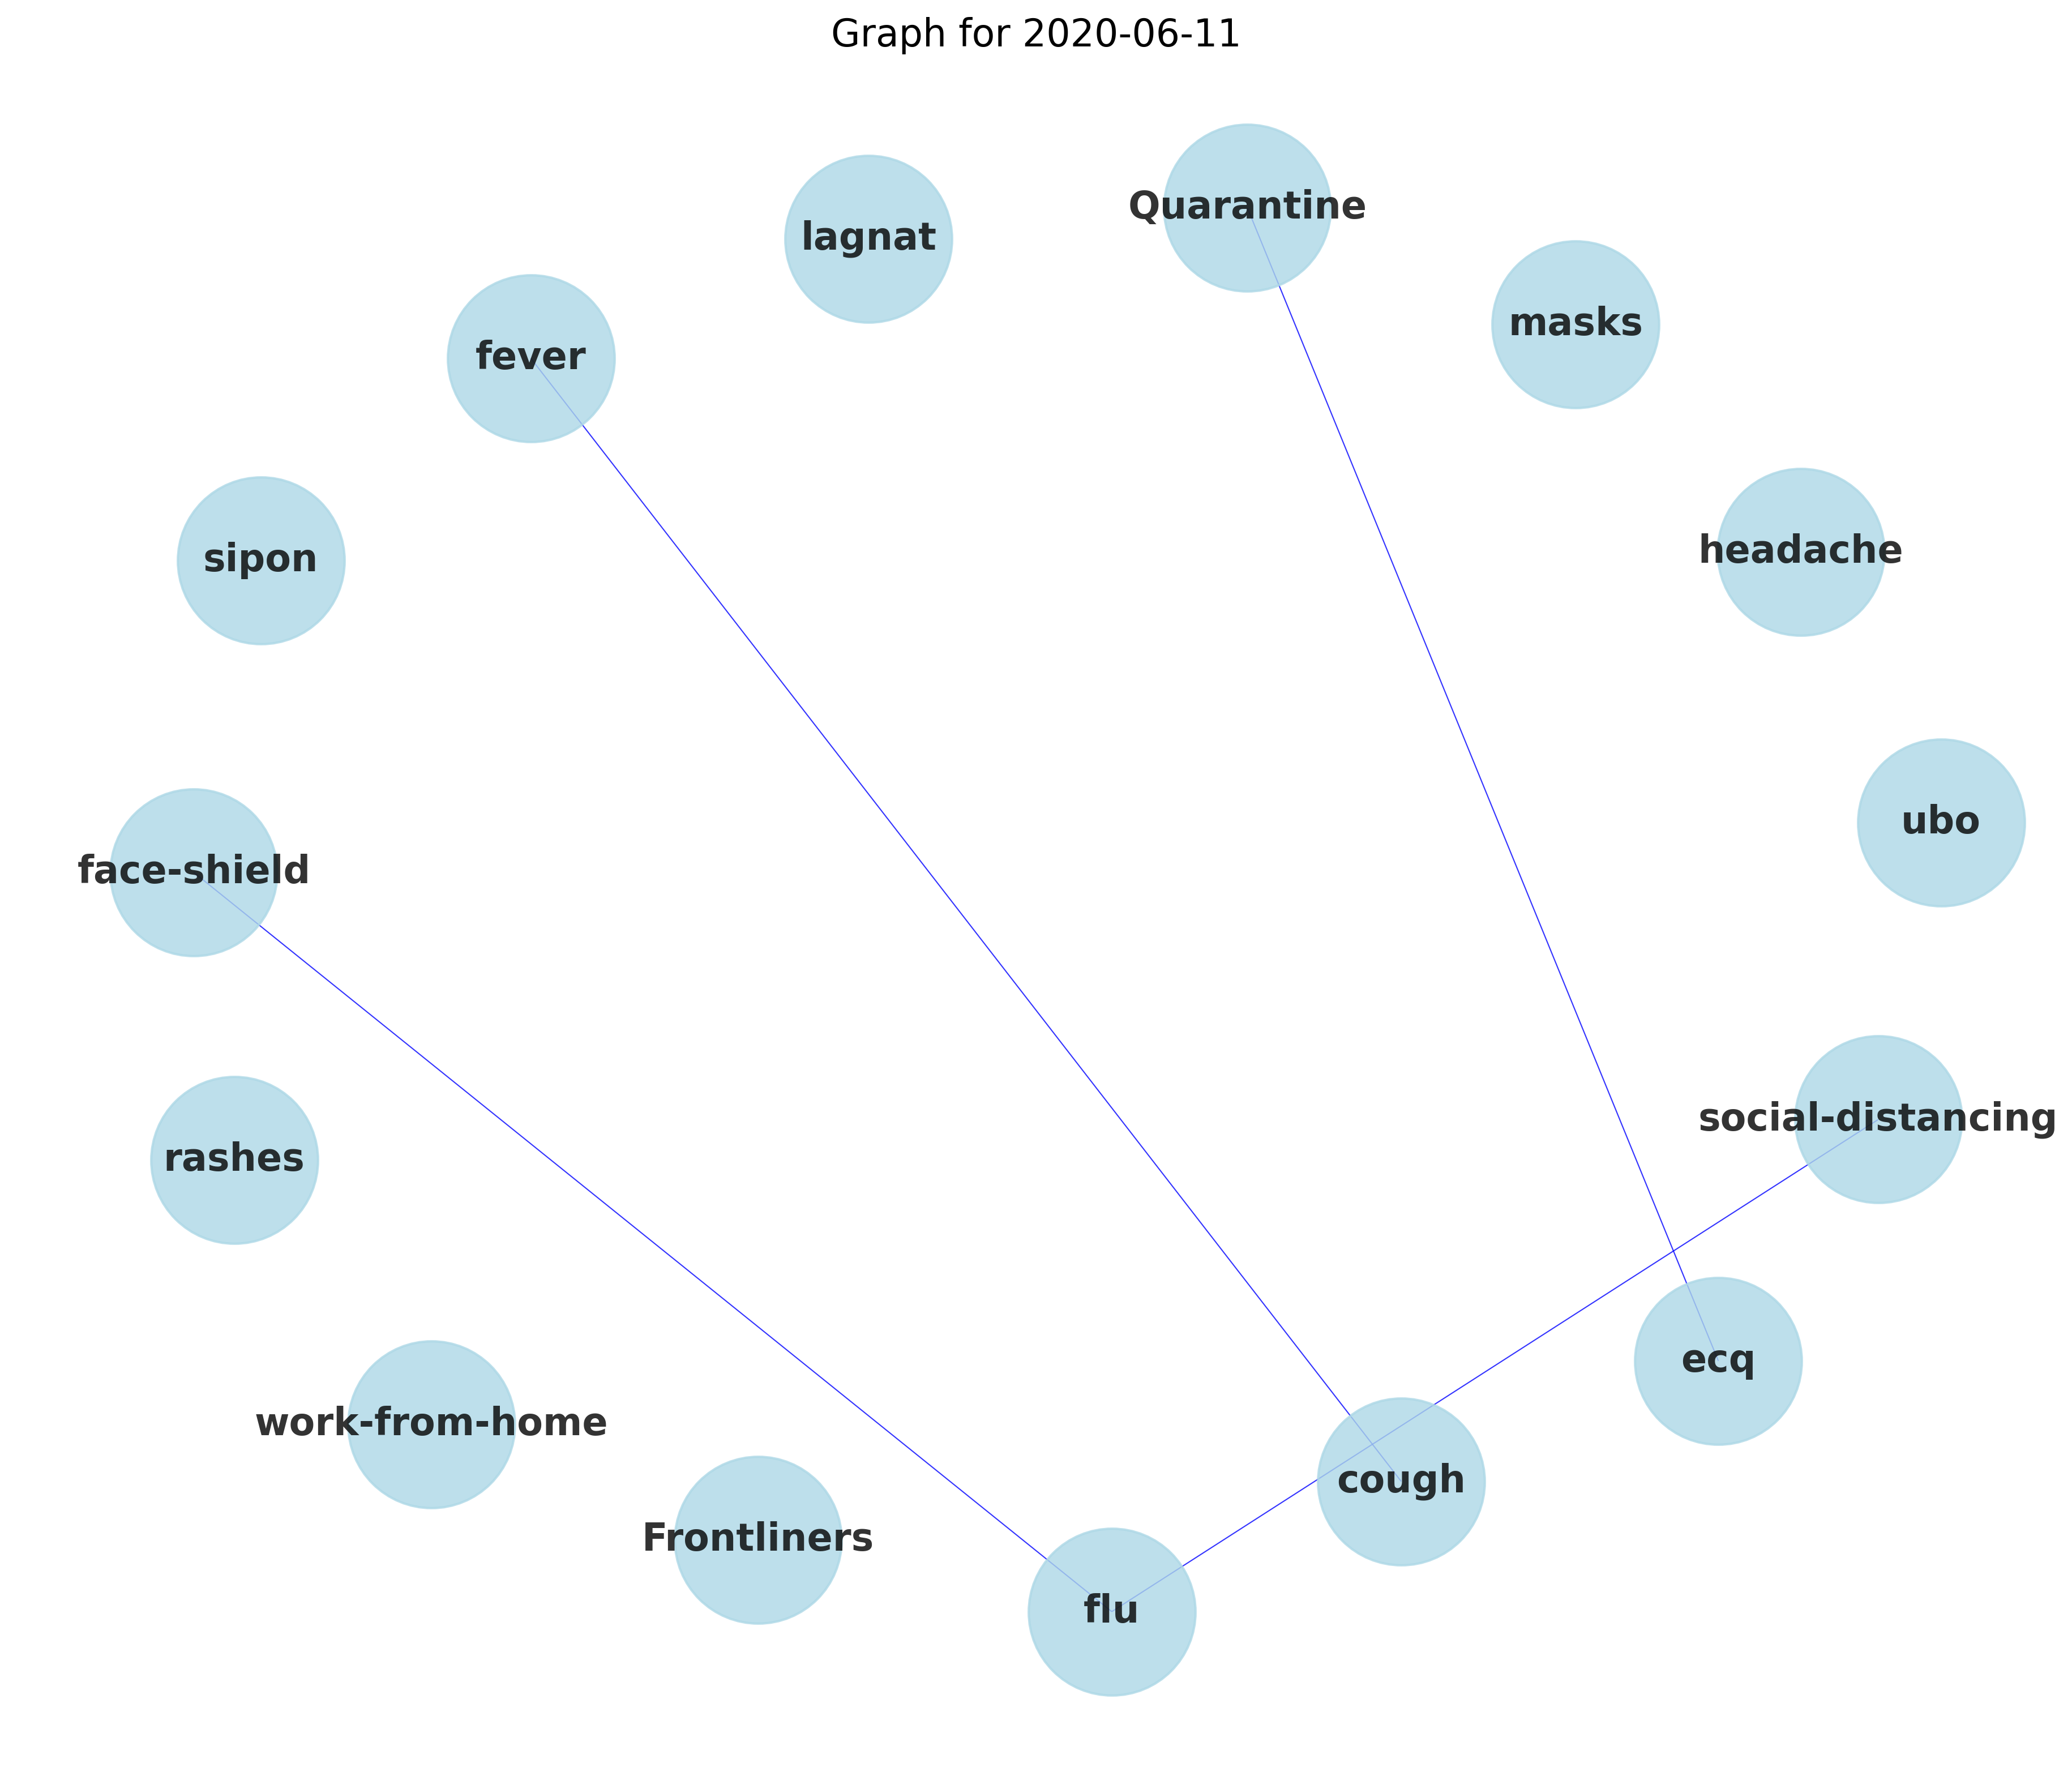 Graph for 2020-06-11
Quarantine
lagnat
masks
fever
headache
sipon
ubo
face-shield
social-distancing
rashes
ecq
work-from-home
cough
Frontliners
flu